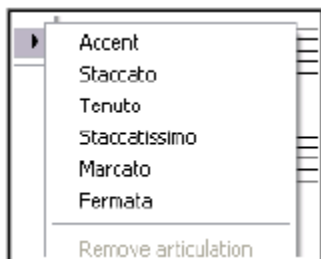 Accent
Staccato
Tenuto
Staccatissimo
Marcato
Fermata
Remove articulation